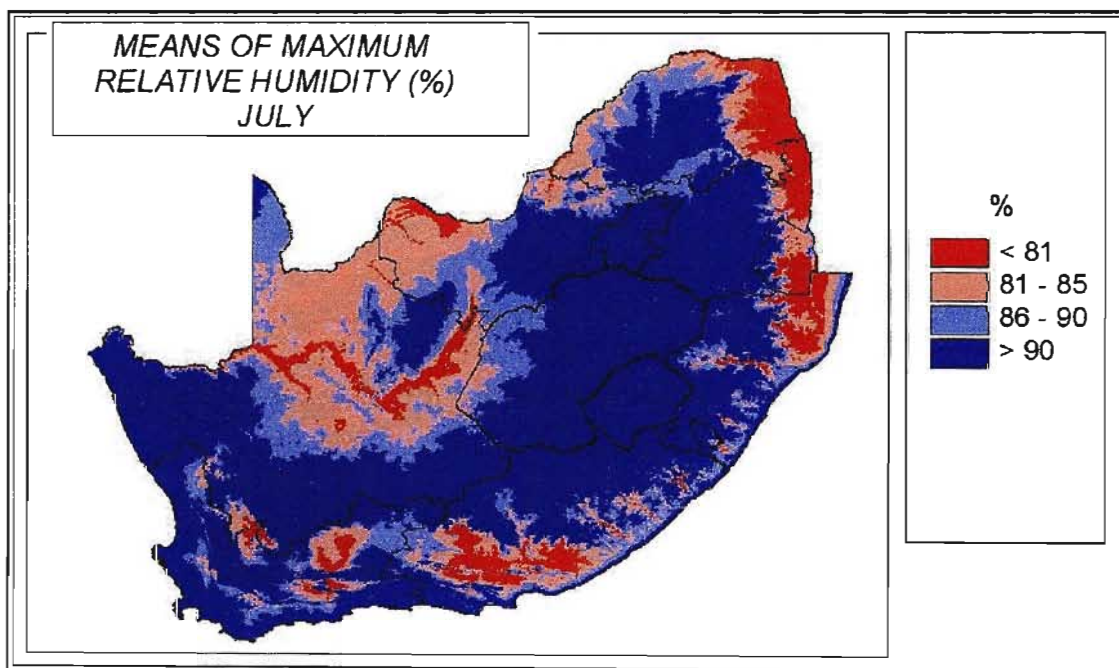 MEANS OF MAXIMUM
RELATIVE HUMIDITY (%)
JULY
%
< 81
81 - 85
86 - 90
> 90